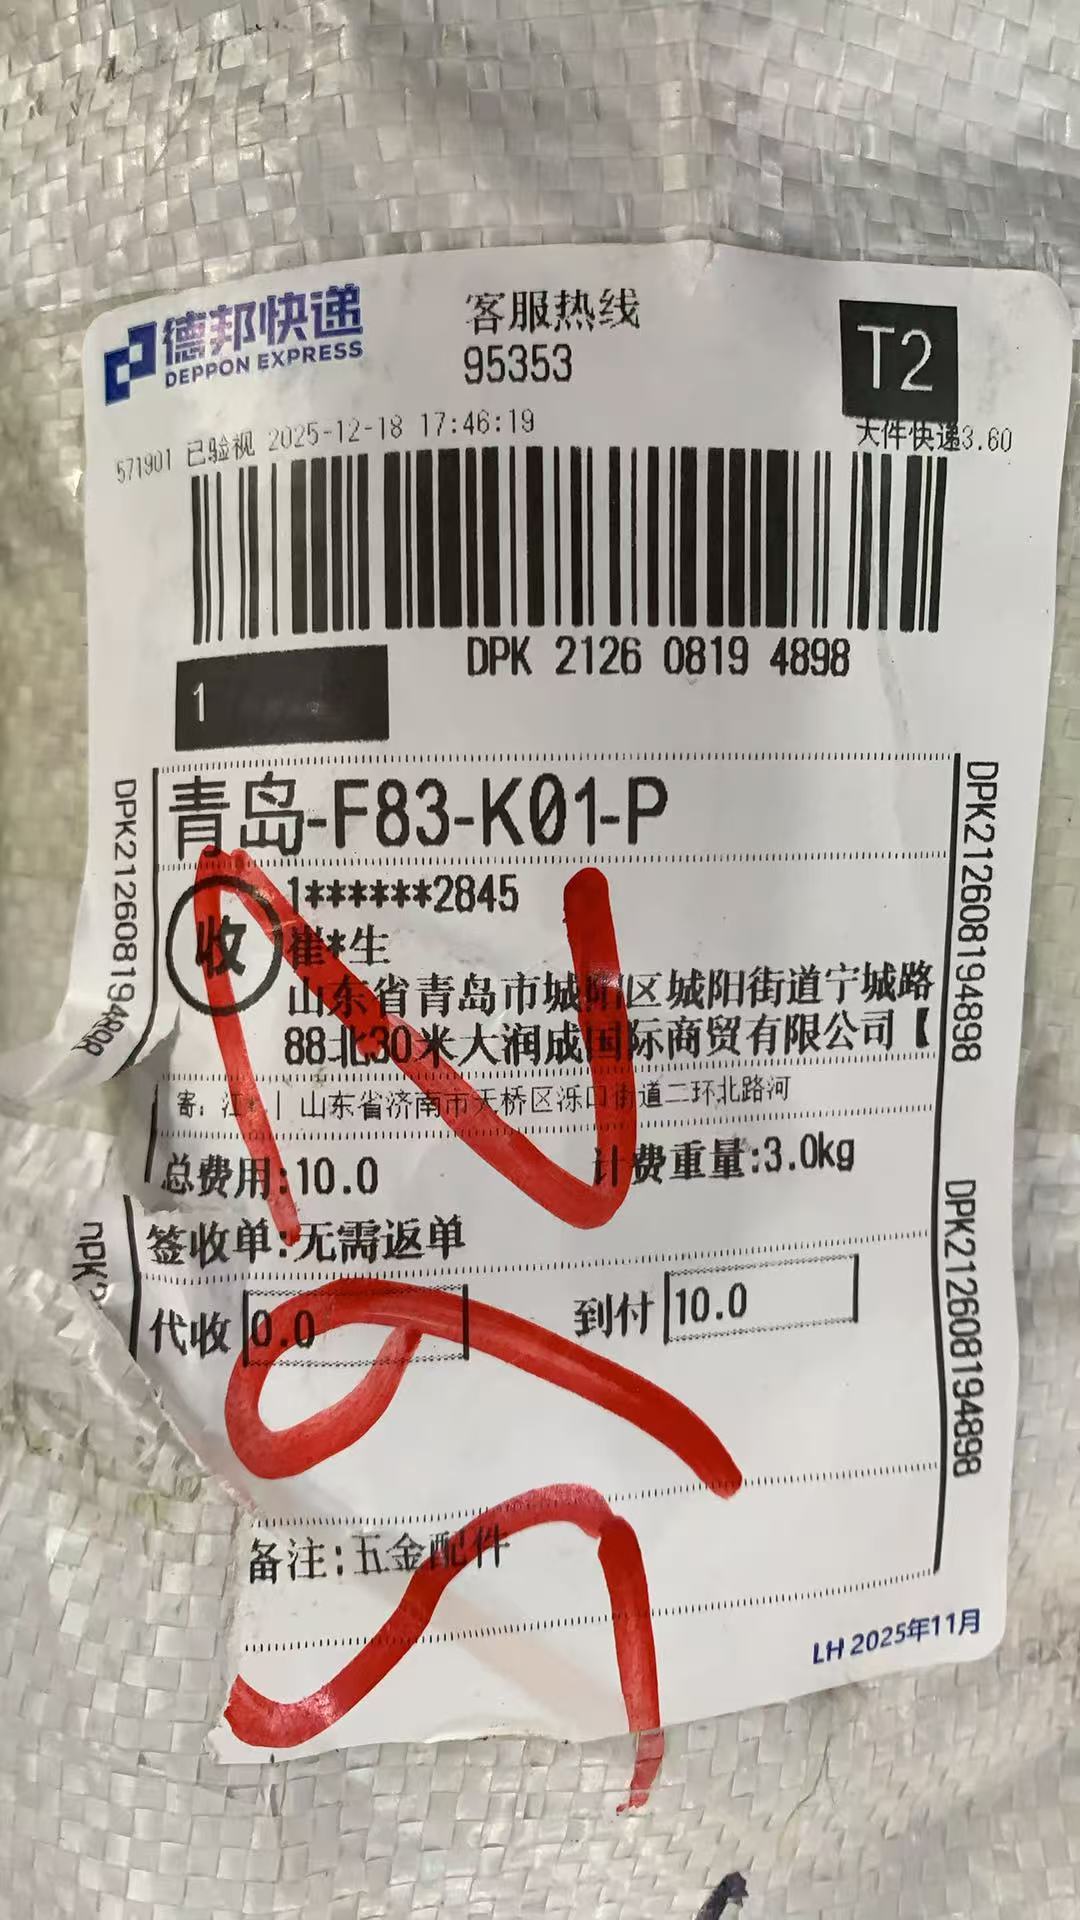 德邦快递
DEPPON EXPRESS
客服热线
95353
T2
大件快递3.60
571901 已验视 2025-12-18 17:46:19
DPK 2126 0819 4898
1
青岛-F83-K01-P
收
1******2845
崔*生
山东省青岛市城阳区城阳街道宁城路
88北30米大润成国际商贸有限公司【
寄: 江 山东省济南市天桥区泺口街道二环北路河
总费用:10.0
计费重量:3.0kg
签收单:无需返单
代收 0.0
到付 10.0
备注:五金配件
LH 2025年11月
DPK212608194898
DPK212608194898
DPK212608194898